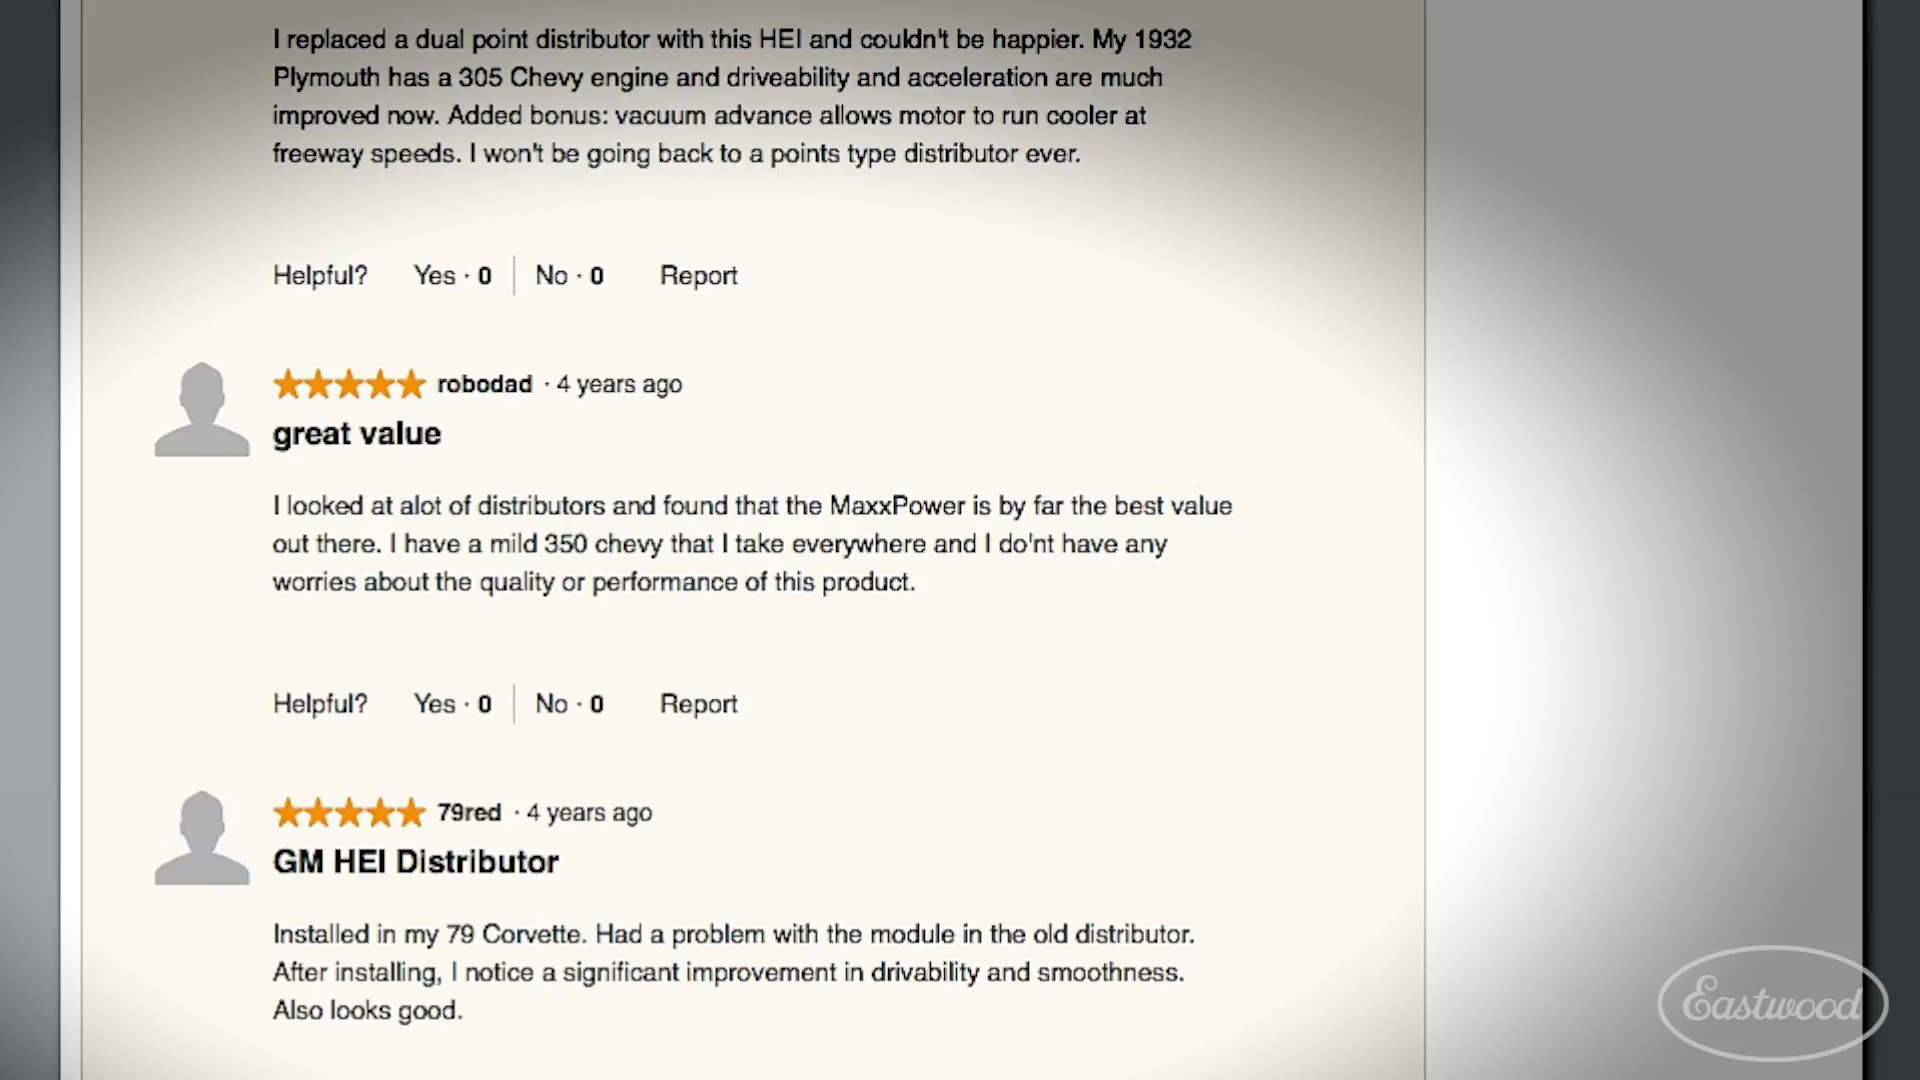 I replaced a dual point distributor with this HEI and couldn't be happier. My 1932
Plymouth has a 305 Chevy engine and driveability and acceleration are much
improved now. Added bonus: vacuum advance allows motor to run cooler at
freeway speeds. I won't be going back to a points type distributor ever.
Helpful? Yes · 0 No · 0 Report
robodad · 4 years ago
great value
I looked at alot of distributors and found that the MaxxPower is by far the best value
out there. I have a mild 350 chevy that I take everywhere and I do'nt have any
worries about the quality or performance of this product.
Helpful? Yes · 0 No · 0 Report
79red · 4 years ago
GM HEI Distributor
Installed in my 79 Corvette. Had a problem with the module in the old distributor.
After installing, I notice a significant improvement in drivability and smoothness.
Also looks good.
Eastwood